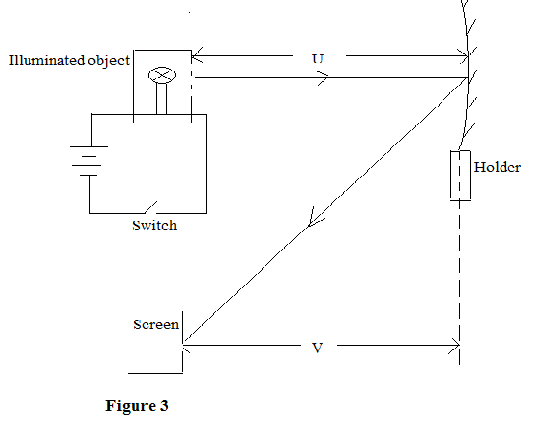 U
Illuminated object
Holder
Switch
Screen
V
Figure 3